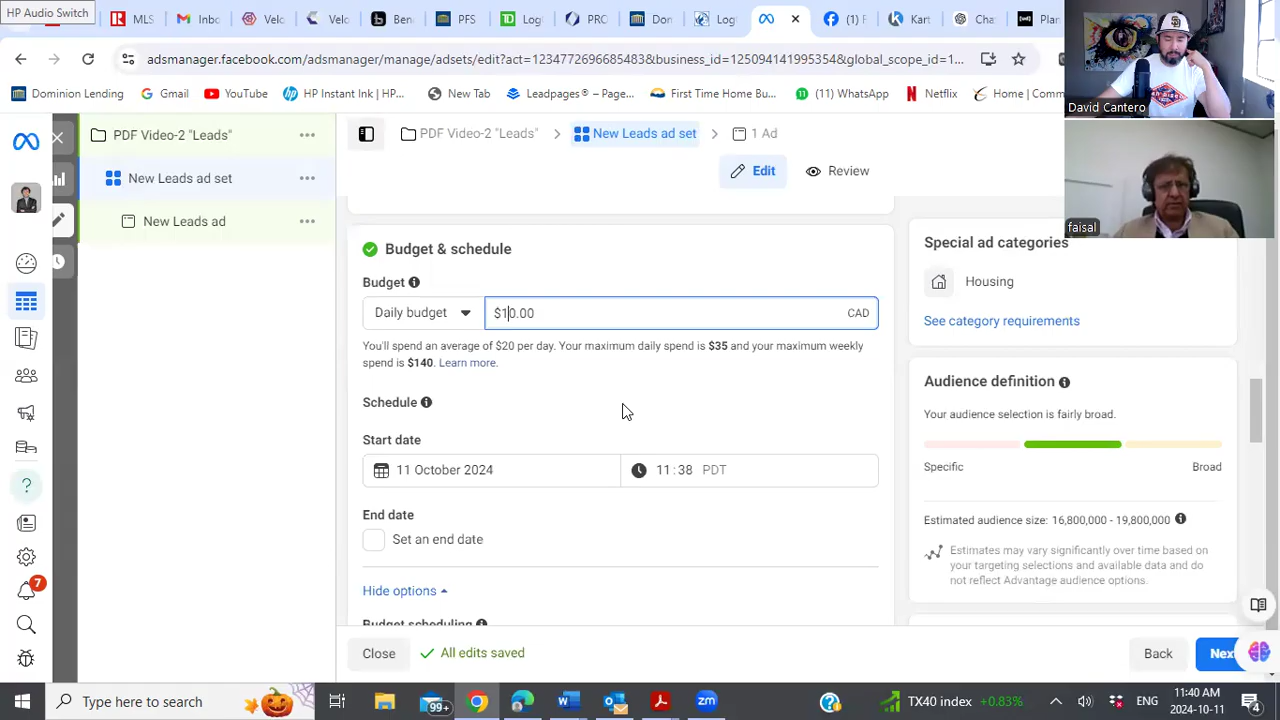 HP Audio Switch
MLS
Inbo
Velo
Velo
Ben
PFS
Log
PRO
Don
Log
(1) F
Kart
Cha
Plan
adsmanager.facebook.com/adsmanager/manage/adsets/edit?act=1234772696685483&business_id=125094141995354&global_scope_id=1...
Dominion Lending
Gmail
YouTube
HP Instant Ink | HP...
New Tab
Leadpages® – Page...
First Time Home Bu...
(11) WhatsApp
Netflix
Home | Comm
David Cantero
faisal
PDF Video-2 "Leads"
New Leads ad set
New Leads ad
PDF Video-2 "Leads" > New Leads ad set > 1 Ad
Edit
Review
Budget & schedule
Budget
Daily budget
$10.00
CAD
You'll spend an average of $20 per day. Your maximum daily spend is $35 and your maximum weekly
spend is $140. Learn more.
Schedule
Start date
11 October 2024
11:38 PDT
End date
Set an end date
Hide options
Budget scheduling
Close
All edits saved
Back
Nex
Special ad categories
Housing
See category requirements
Audience definition
Your audience selection is fairly broad.
Specific
Broad
Estimated audience size: 16,800,000 - 19,800,000
Estimates may vary significantly over time based on
your targeting selections and available data and do
not reflect Advantage audience options.
7
Type here to search
99+
zm
TX40 index +0.83%
ENG
11:40 AM
2024-10-11
4